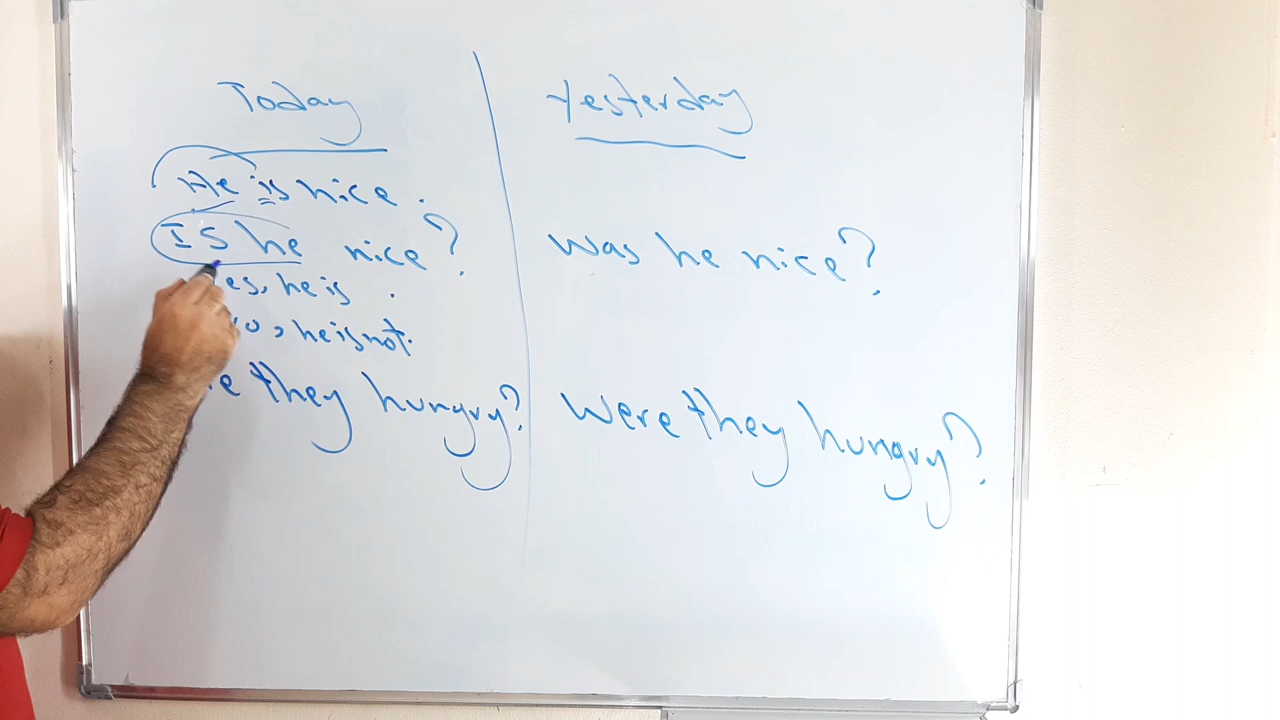 Today
He is nice.
Is he nice?
es, he is.
o, he is not.
e they hungry?
Yesterday
Was he nice?
Were they hungry?